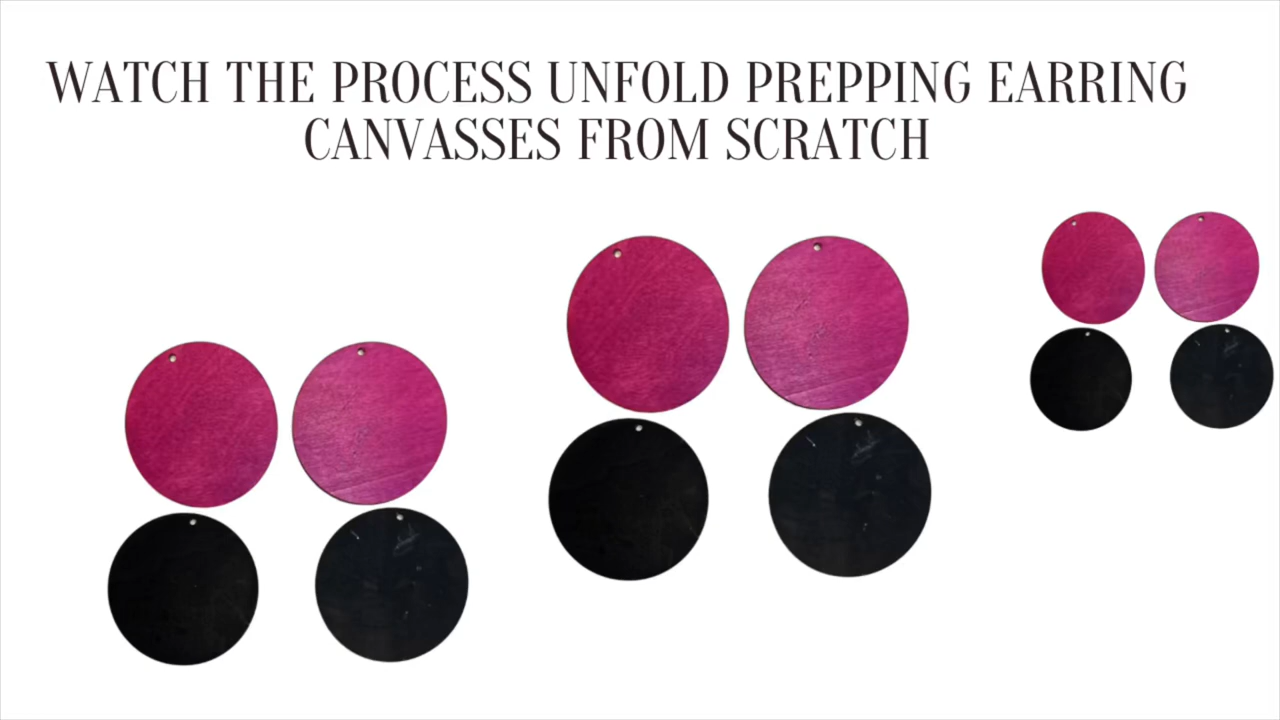 WATCH THE PROCESS UNFOLD PREPPING EARRING
CANVASSES FROM SCRATCH